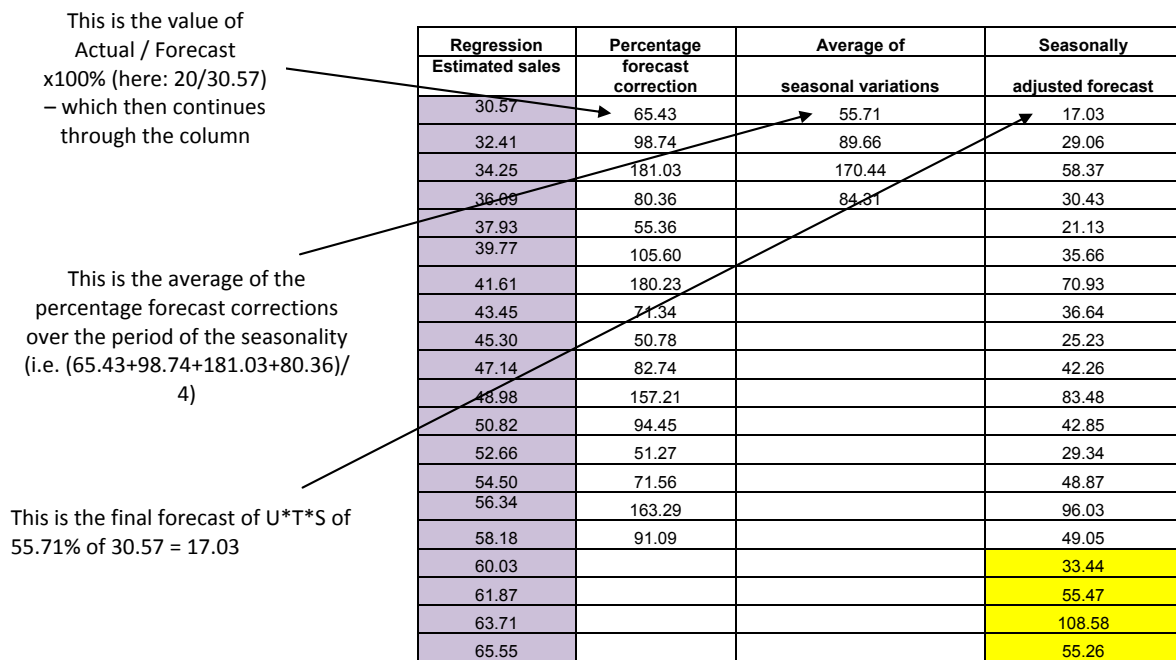 This is the value of
Actual / Forecast
x100% (here: 20/30.57)
– which then continues
through the column
This is the average of the
percentage forecast corrections
over the period of the seasonality
(i.e. (65.43+98.74+181.03+80.36)/
4)
This is the final forecast of U*T*S of
55.71% of 30.57 = 17.03
Regression Percentage Average of Seasonally
Estimated sales forecast correction seasonal variations adjusted forecast
30.57 65.43 55.71 17.03
32.41 98.74 89.66 29.06
34.25 181.03 170.44 58.37
36.09 80.36 84.31 30.43
37.93 55.36 21.13
39.77 105.60 35.66
41.61 180.23 70.93
43.45 71.34 36.64
45.30 50.78 25.23
47.14 82.74 42.26
48.98 157.21 83.48
50.82 94.45 42.85
52.66 51.27 29.34
54.50 71.56 48.87
56.34 163.29 96.03
58.18 91.09 49.05
60.03 33.44
61.87 55.47
63.71 108.58
65.55 55.26